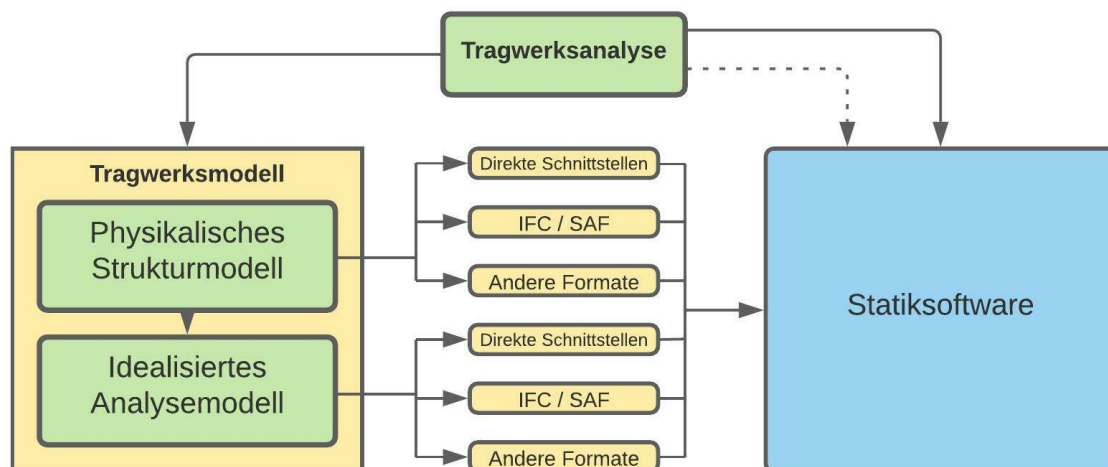 Tragwerksanalyse
Tragwerksmodell
Physikalisches
Strukturmodell
Idealisiertes
Analysemodell
Direkte Schnittstellen
IFC / SAF
Andere Formate
Direkte Schnittstellen
IFC / SAF
Andere Formate
Statiksoftware